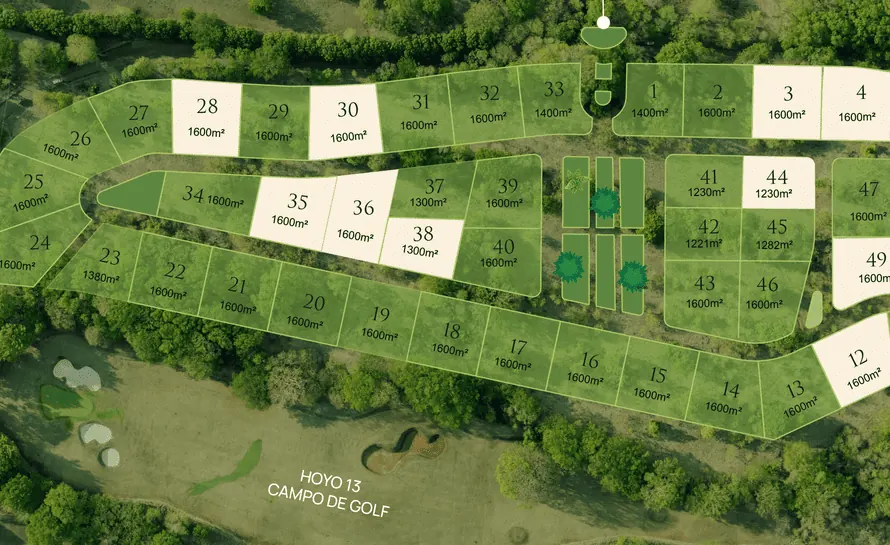 28
1600m²
29
1600m²
30
1600m²
31
1600m²
32
1600m²
33
1400m²
1
1400m²
2
1600m²
3
1600m²
4
1600m²
27
1600m²
26
1600m²
25
1600m²
24
1600m²
34 1600m²
35
1600m²
36
1600m²
37
1300m²
38
1300m²
39
1600m²
40
1600m²
41
1230m²
44
1230m²
42
1221m²
45
1282m²
43
1600m²
46
1600m²
47
1600m²
49
1600m²
23
1380m²
22
1600m²
21
1600m²
20
1600m²
19
1600m²
18
1600m²
17
1600m²
16
1600m²
15
1600m²
14
1600m²
13
1600m²
12
1600m²
HOYO 13
CAMPO DE GOLF